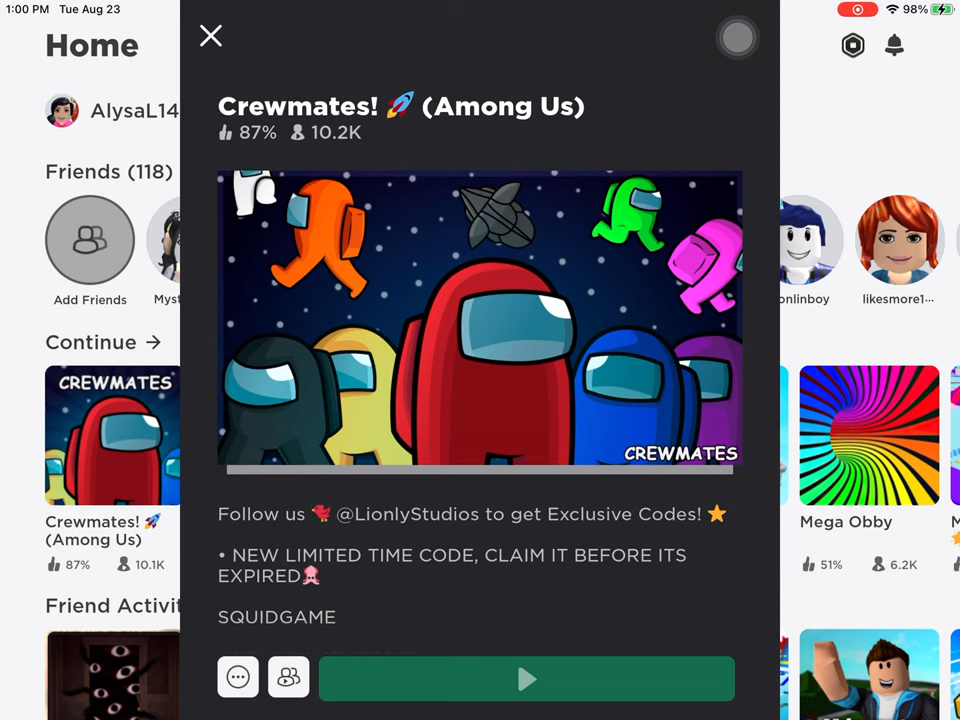 1:00 PM Tue Aug 23
98%
Home
AlysaL14
Friends (118)
Add Friends
Myst
onlinboy
likesmore1...
Continue →
CREWMATES
Crewmates! 🚀
(Among Us)
87% 10.1K
Mega Obby
51% 6.2K
Friend Activit
Crewmates! 🚀 (Among Us)
87% 10.2K
CREWMATES
Follow us 🐦 @LionlyStudios to get Exclusive Codes! ⭐
• NEW LIMITED TIME CODE, CLAIM IT BEFORE ITS
EXPIRED🦑
SQUIDGAME